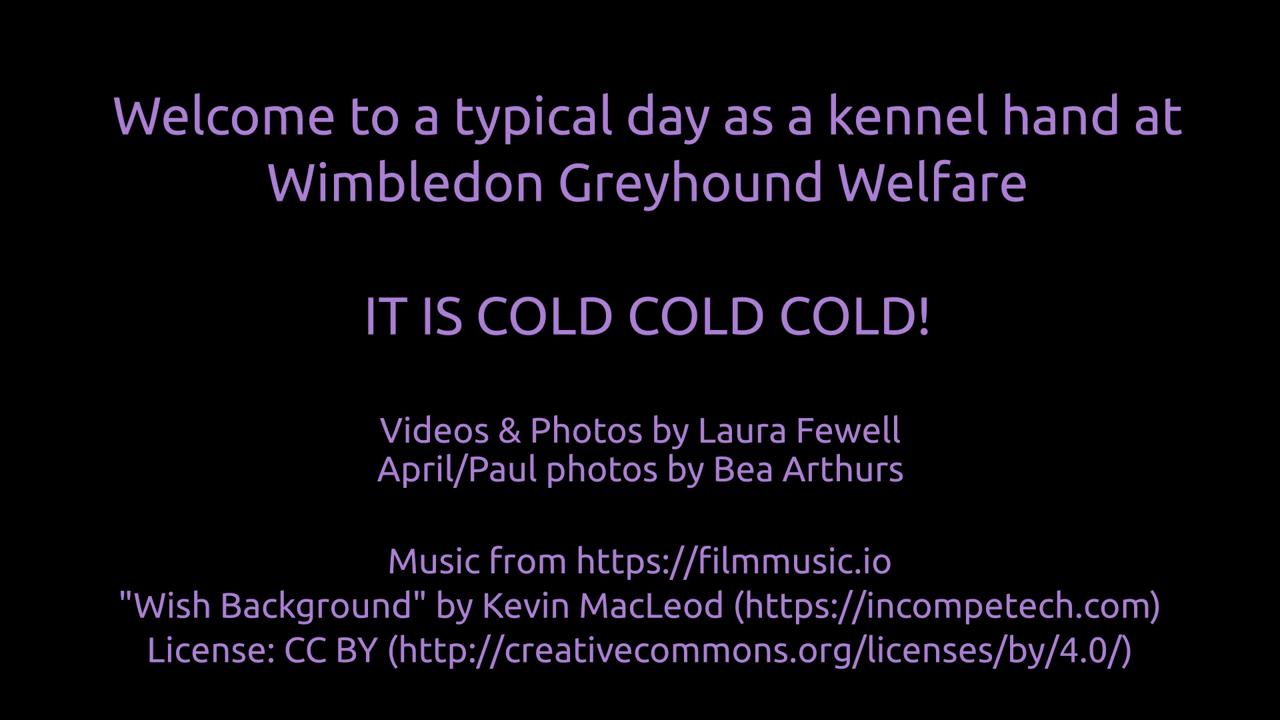 Welcome to a typical day as a kennel hand at
Wimbledon Greyhound Welfare
IT IS COLD COLD COLD!
Videos & Photos by Laura Fewell
April/Paul photos by Bea Arthurs
Music from https://filmmusic.io
"Wish Background" by Kevin MacLeod (https://incompetech.com)
License: CC BY (http://creativecommons.org/licenses/by/4.0/)